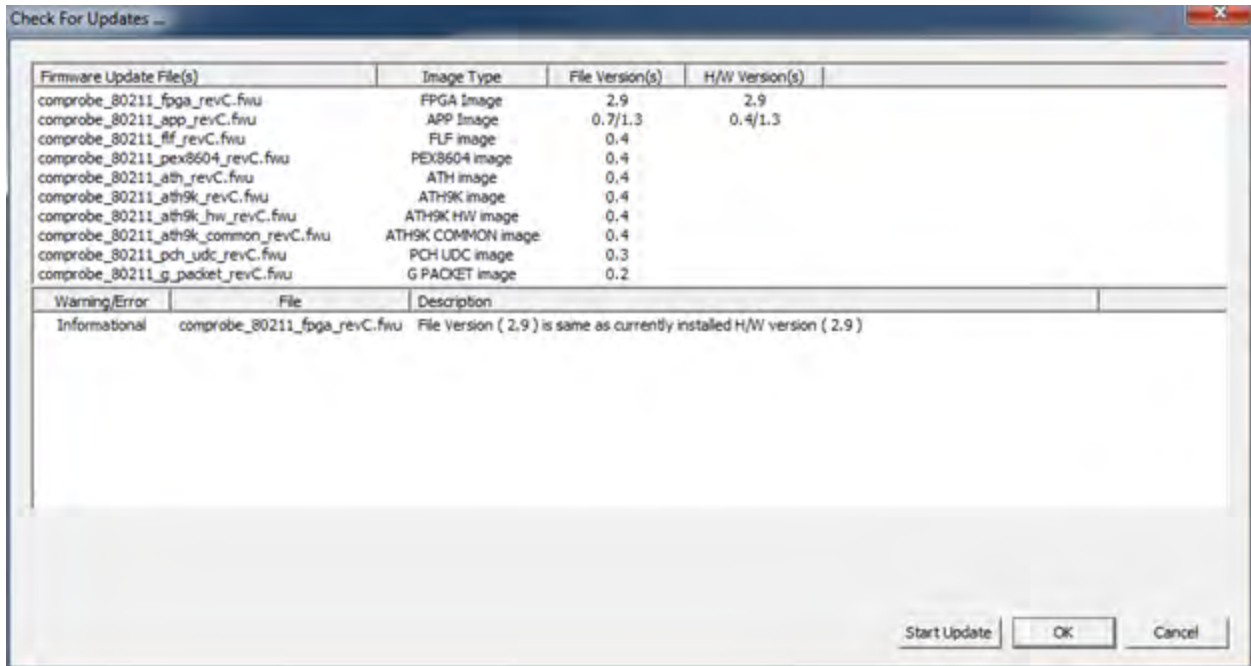 Check For Updates ...
Firmware Update File(s) Image Type File Version(s) H/W Version(s)
comprobe_80211_fpga_revC.fwu FPGA Image 2.9 2.9
comprobe_80211_app_revC.fwu APP Image 0.7/1.3 0.4/1.3
comprobe_80211_flf_revC.fwu FLF image 0.4
comprobe_80211_pex8604_revC.fwu PEX8604 image 0.4
comprobe_80211_ath_revC.fwu ATH image 0.4
comprobe_80211_ath9k_revC.fwu ATH9K image 0.4
comprobe_80211_ath9k_hw_revC.fwu ATH9K HW image 0.4
comprobe_80211_ath9k_common_revC.fwu ATH9K COMMON image 0.4
comprobe_80211_pch_udc_revC.fwu PCH UDC image 0.3
comprobe_80211_g_packet_revC.fwu G PACKET image 0.2
Warning/Error File Description
Informational comprobe_80211_fpga_revC.fwu File Version ( 2.9 ) is same as currently installed H/W version ( 2.9 )
Start Update OK Cancel